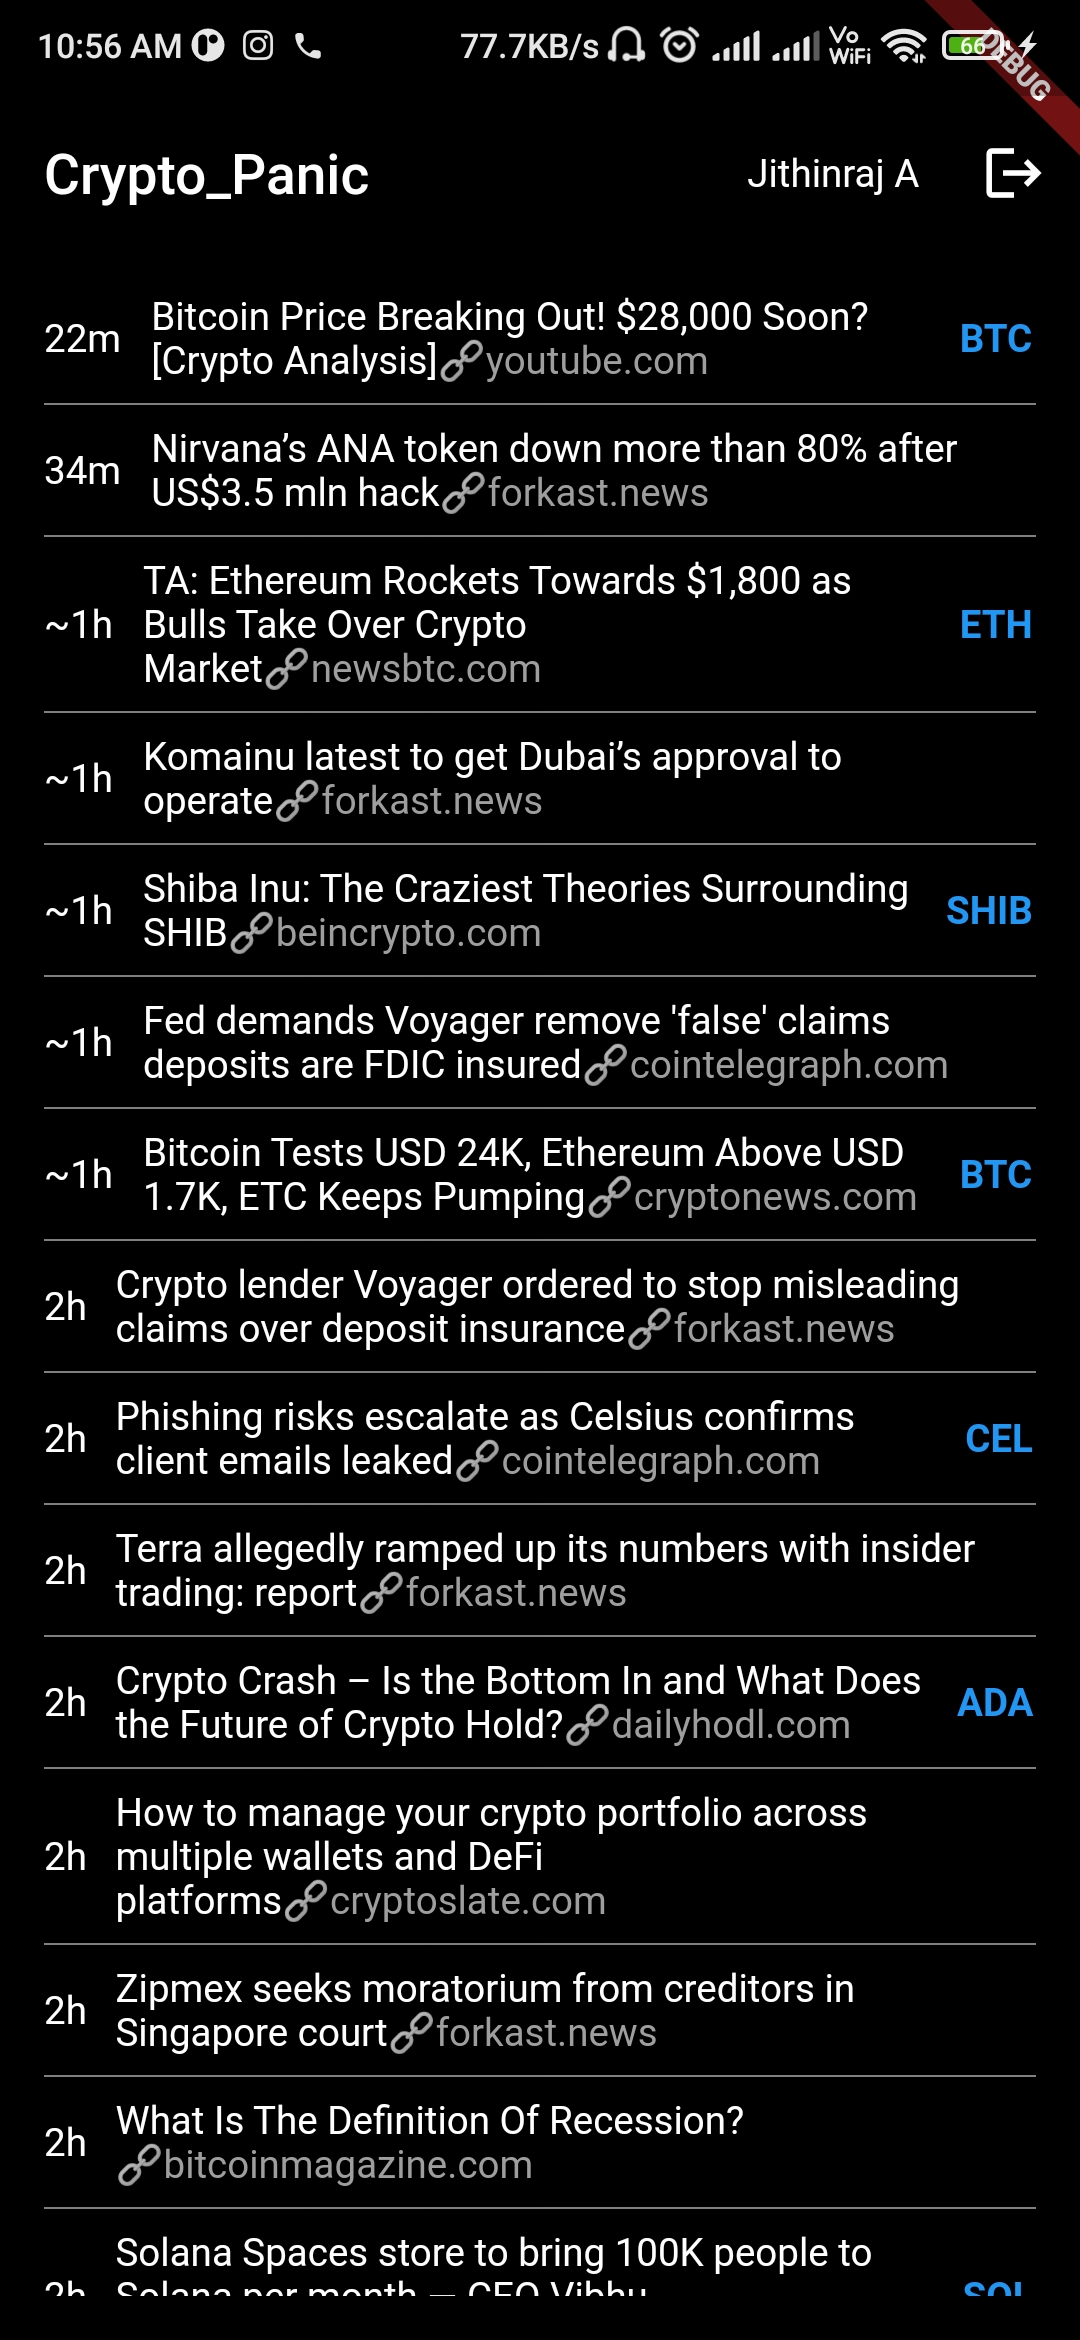 10:56 AM 77.7KB/s Vo WiFi 66
DEBUG
Crypto_Panic Jithinraj A
Bitcoin Price Breaking Out! $28,000 Soon?
22m BTC
[Crypto Analysis]🔗youtube.com
Nirvana’s ANA token down more than 80% after
34m
US$3.5 mln hack🔗forkast.news
TA: Ethereum Rockets Towards $1,800 as
~1h Bulls Take Over Crypto ETH
Market🔗newsbtc.com
Komainu latest to get Dubai’s approval to
~1h
operate🔗forkast.news
Shiba Inu: The Craziest Theories Surrounding
~1h SHIB
SHIB🔗beincrypto.com
Fed demands Voyager remove 'false' claims
~1h
deposits are FDIC insured🔗cointelegraph.com
Bitcoin Tests USD 24K, Ethereum Above USD
~1h BTC
1.7K, ETC Keeps Pumping🔗cryptonews.com
Crypto lender Voyager ordered to stop misleading
2h
claims over deposit insurance🔗forkast.news
Phishing risks escalate as Celsius confirms
2h CEL
client emails leaked🔗cointelegraph.com
Terra allegedly ramped up its numbers with insider
2h
trading: report🔗forkast.news
Crypto Crash – Is the Bottom In and What Does
2h ADA
the Future of Crypto Hold?🔗dailyhodl.com
How to manage your crypto portfolio across
2h multiple wallets and DeFi
platforms🔗cryptoslate.com
Zipmex seeks moratorium from creditors in
2h
Singapore court🔗forkast.news
What Is The Definition Of Recession?
2h
🔗bitcoinmagazine.com
Solana Spaces store to bring 100K people to
2h Solana per month — CEO Vibhu SOL